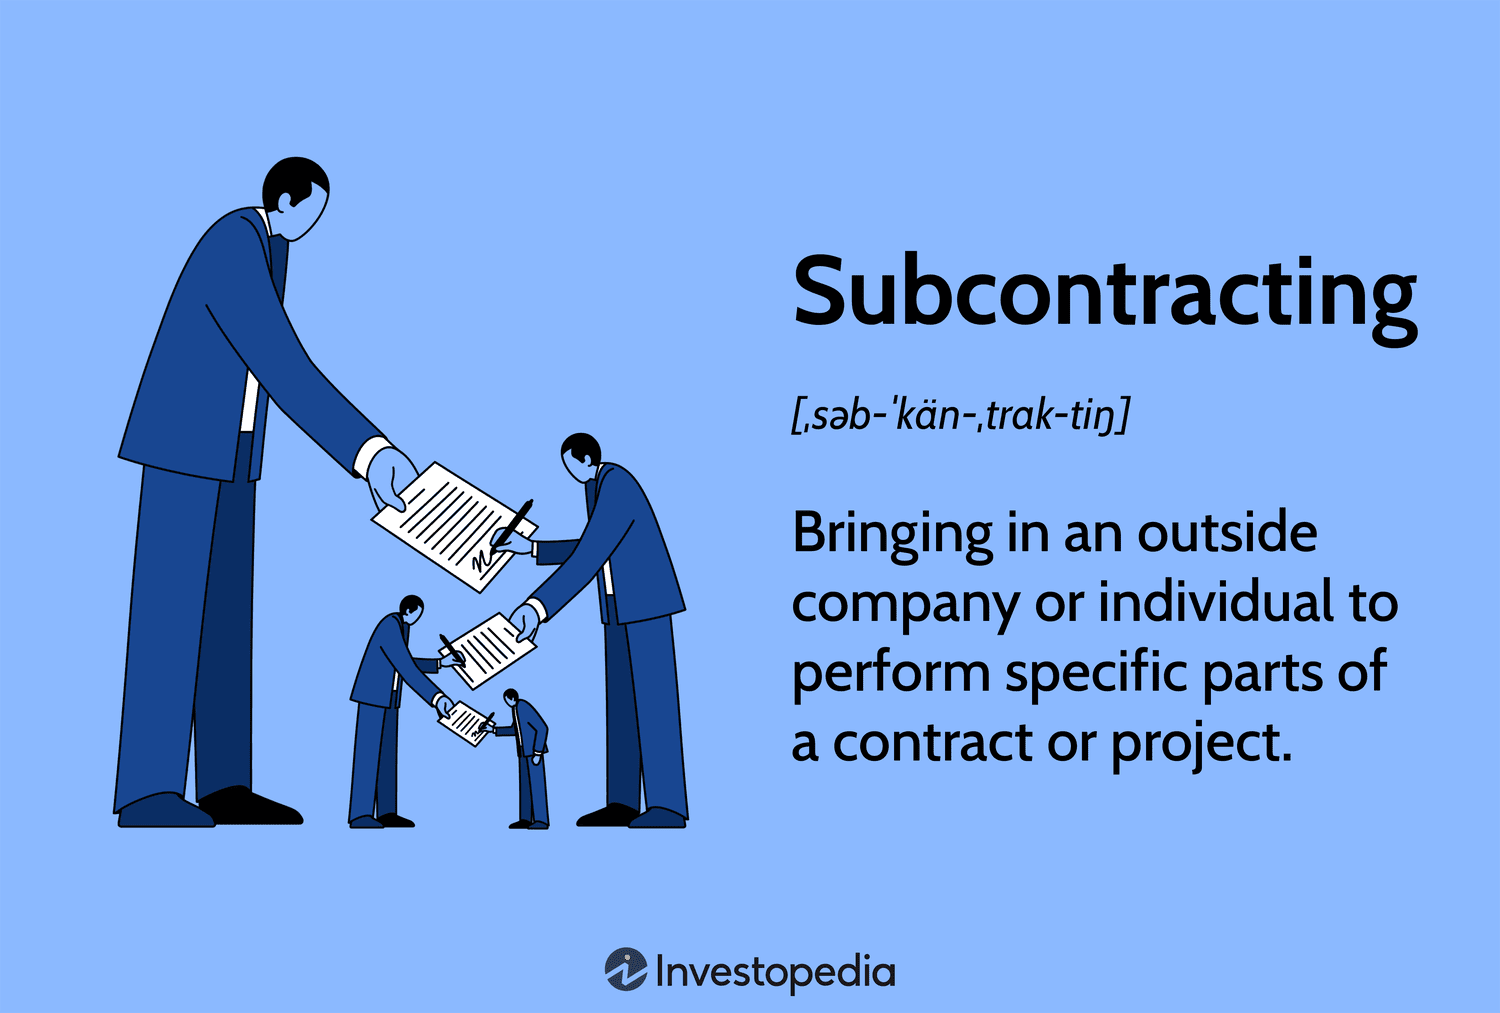 Subcontracting
[ˌsəb-ˈkän-ˌtrak-tiŋ]
Bringing in an outside
company or individual to
perform specific parts of
a contract or project.
Investopedia